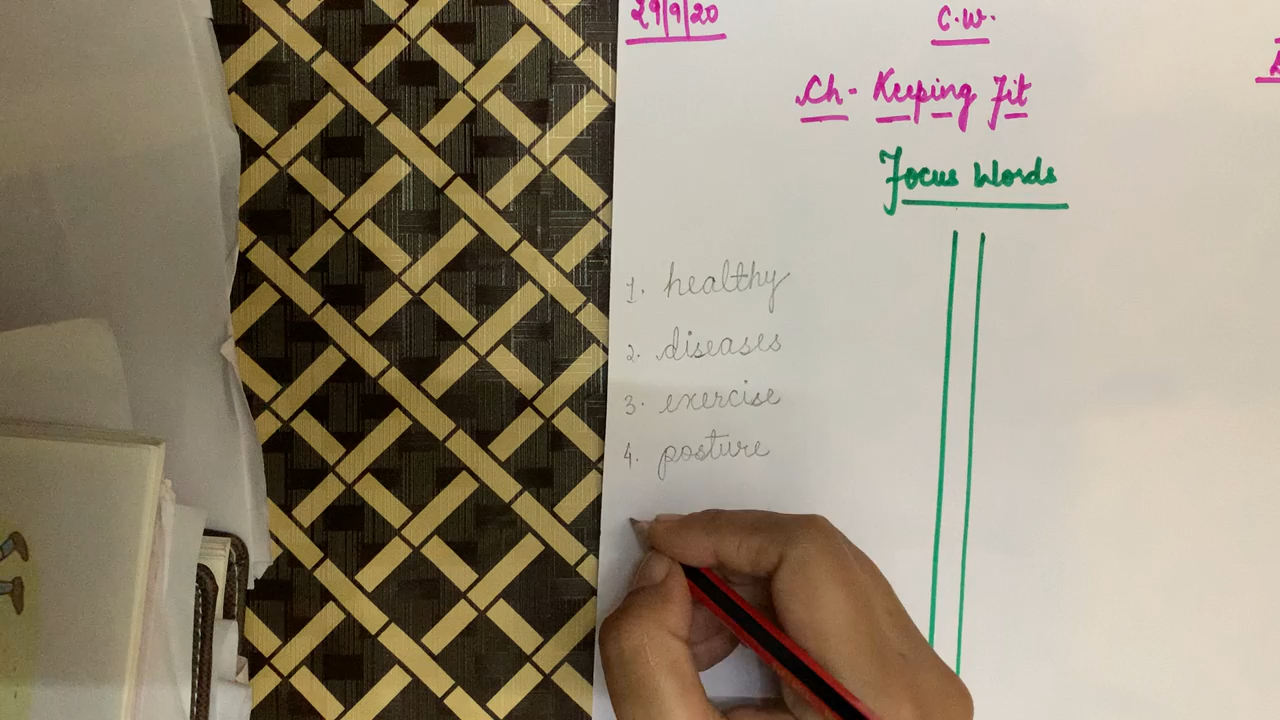 29/9/20 C.W.
Ch- Keeping Fit
Focus Words
1. healthy
2. diseases
3. exercise
4. posture